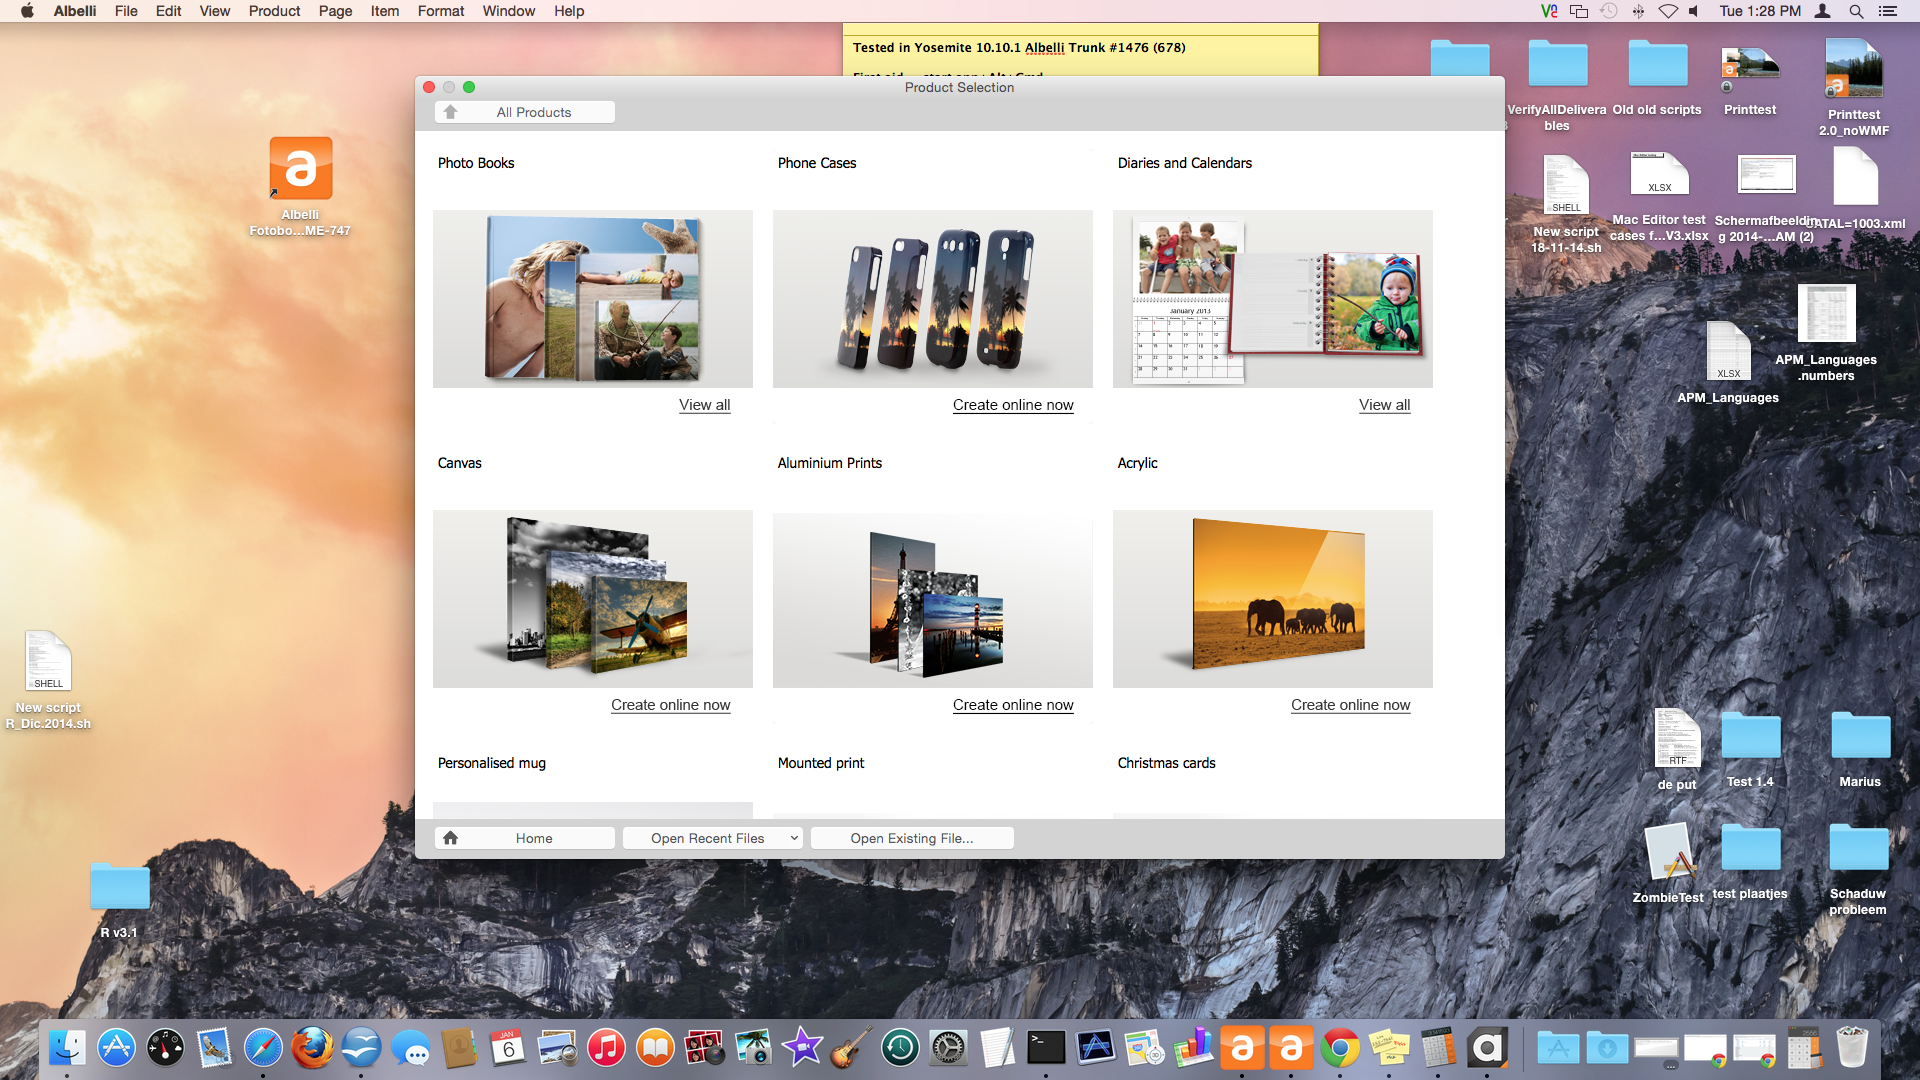 Albelli File Edit View Product Page Item Format Window Help
Tue 1:28 PM
Tested in Yosemite 10.10.1 Albelli Trunk #1476 (678)
Product Selection
All Products
Photo Books
Phone Cases
Diaries and Calendars
January 2013
View all
Create online now
View all
Canvas
Aluminium Prints
Acrylic
Create online now
Create online now
Create online now
Personalised mug
Mounted print
Christmas cards
Home
Open Recent Files
Open Existing File...
a
Albelli
Fotobo...ME-747
SHELL
New script
R_Dic.2014.sh
R v3.1
VerifyAllDelivera
bles
Old old scripts
Printtest
Printtest
2.0_noWMF
SHELL
New script
18-11-14.sh
XLSX
Mac Editor test
cases f...V3.xlsx
Schermafbeeldin
g 2014-...AM (2)
CATAL=1003.xml
XLSX
APM_Languages
APM_Languages
.numbers
RTF
de put
Test 1.4
Marius
ZombieTest
test plaatjes
Schaduw
probleem
JAN
6
a
a
a